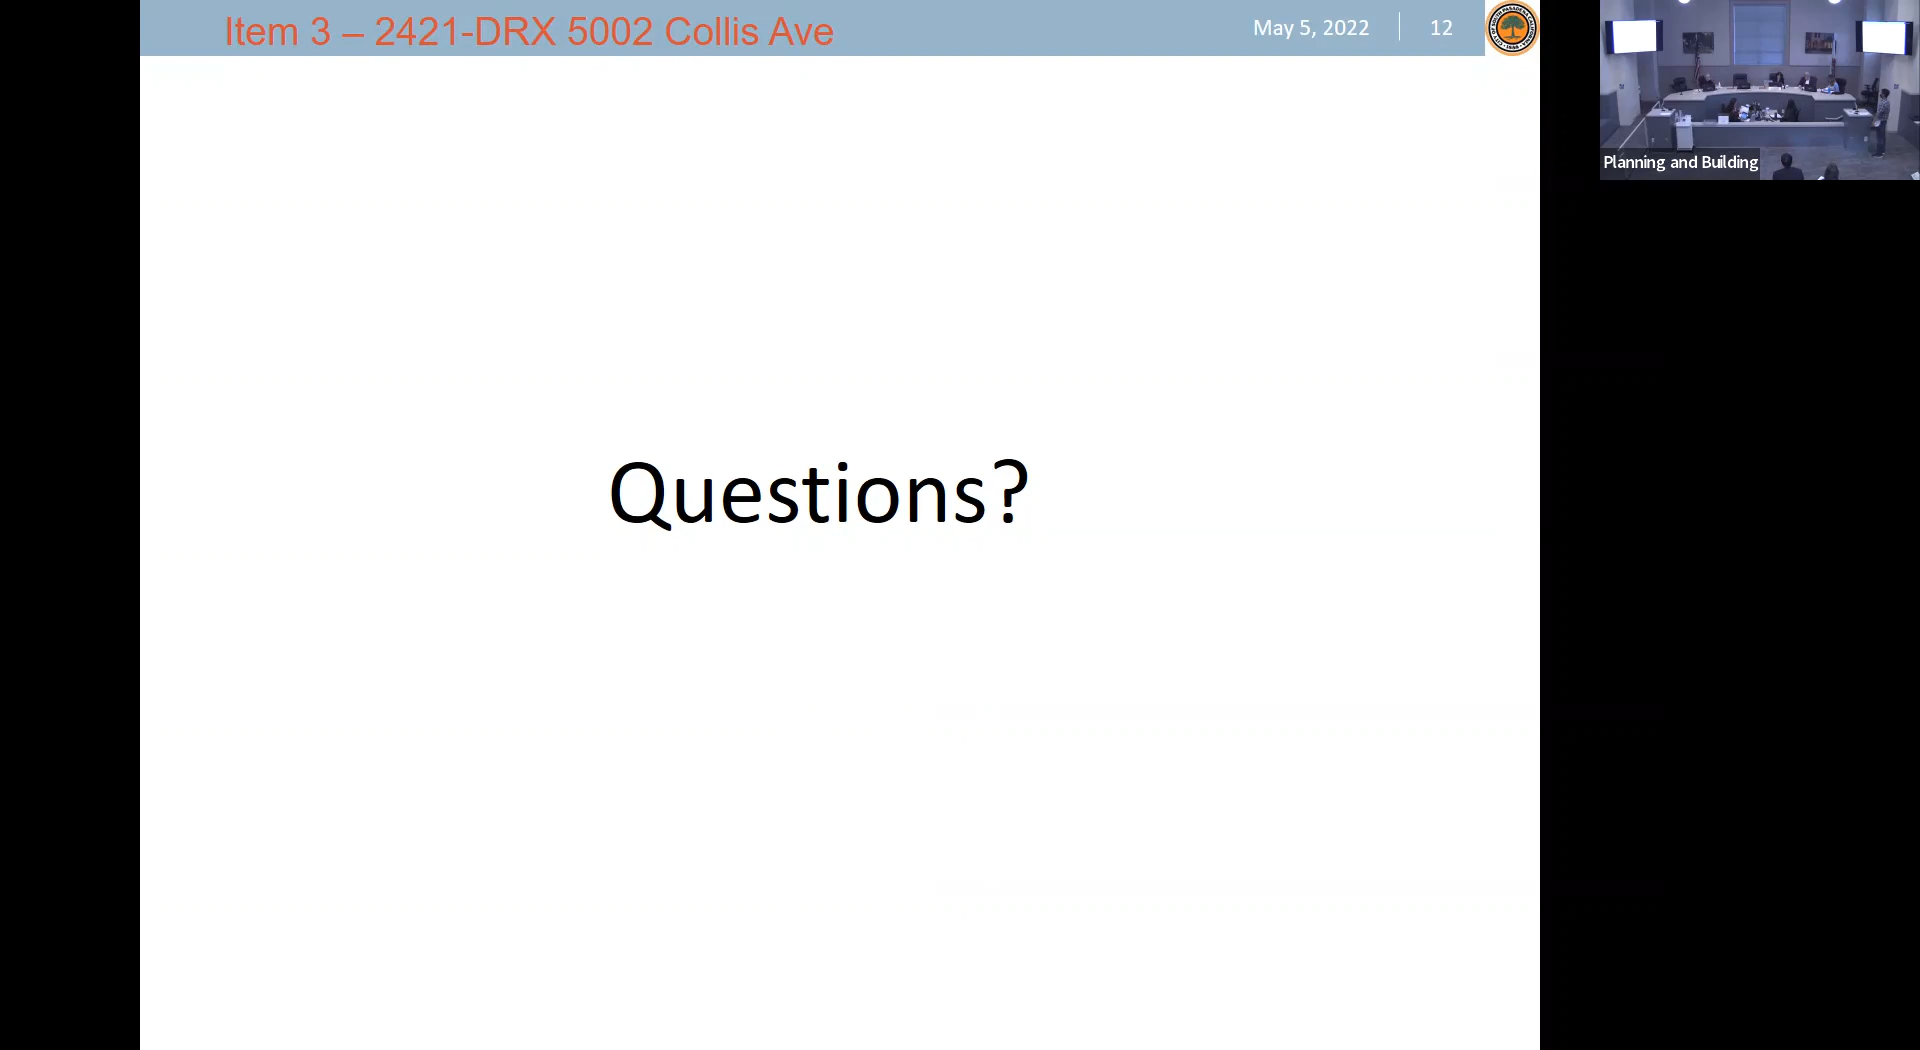 Item 3 – 2421-DRX 5002 Collis Ave
May 5, 2022
12
Questions?
Planning and Building